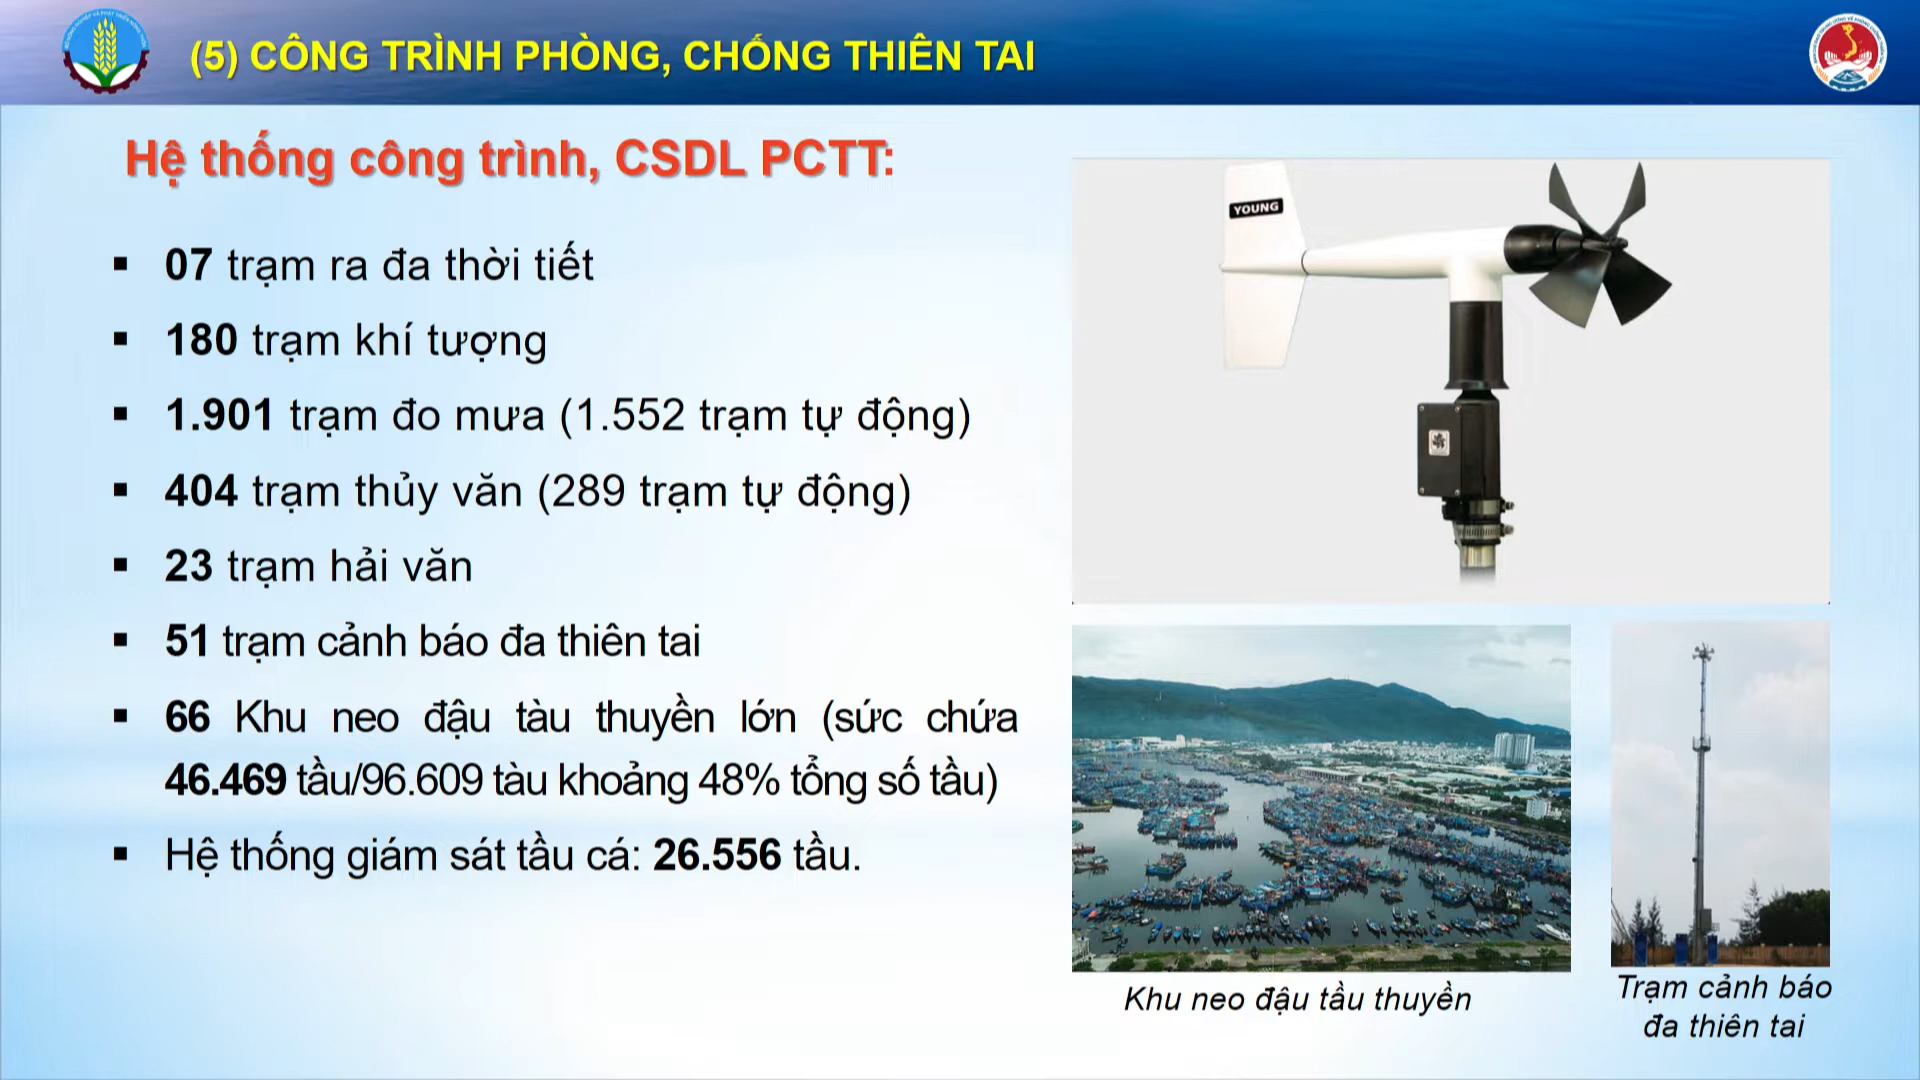 (5) CÔNG TRÌNH PHÒNG, CHỐNG THIÊN TAI
Hệ thống công trình, CSDL PCTT:
▪ 07 trạm ra đa thời tiết
▪ 180 trạm khí tượng
▪ 1.901 trạm đo mưa (1.552 trạm tự động)
▪ 404 trạm thủy văn (289 trạm tự động)
▪ 23 trạm hải văn
▪ 51 trạm cảnh báo đa thiên tai
▪ 66 Khu neo đậu tàu thuyền lớn (sức chứa
46.469 tầu/96.609 tàu khoảng 48% tổng số tầu)
▪ Hệ thống giám sát tầu cá: 26.556 tầu.
YOUNG
Khu neo đậu tầu thuyền
Trạm cảnh báo
đa thiên tai